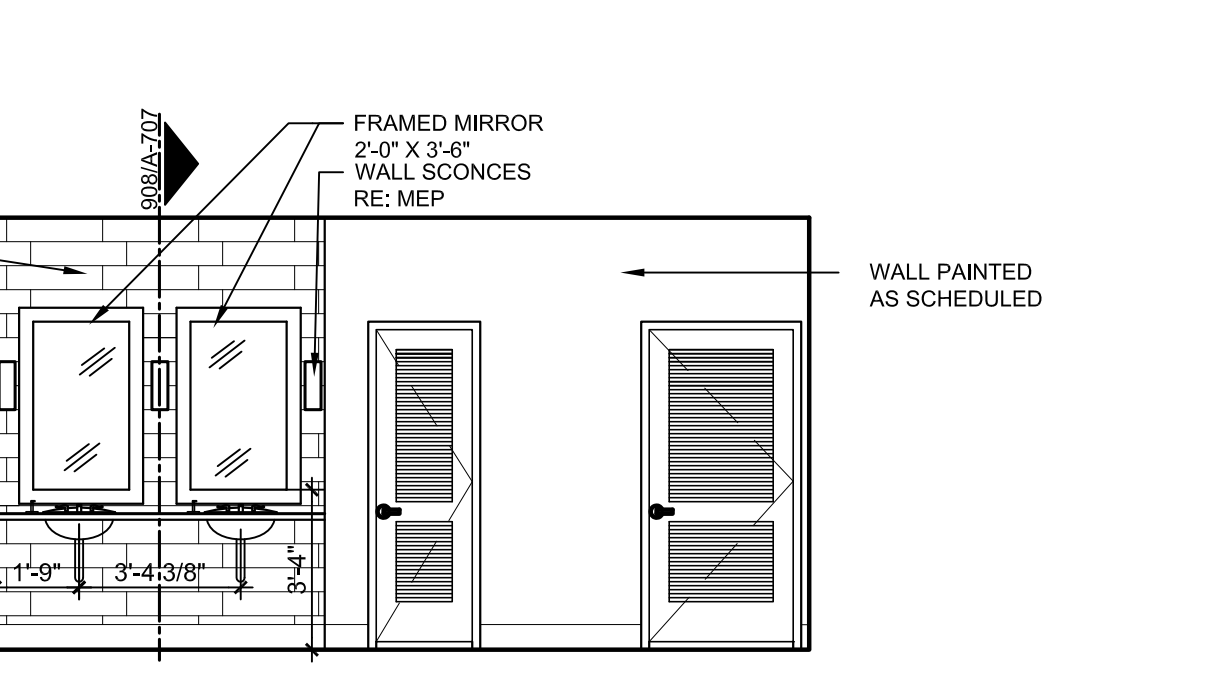 908/A-707
FRAMED MIRROR
2'-0" X 3'-6"
WALL SCONCES
RE: MEP
WALL PAINTED
AS SCHEDULED
1'-9"
3'-4 3/8"
3'-4"